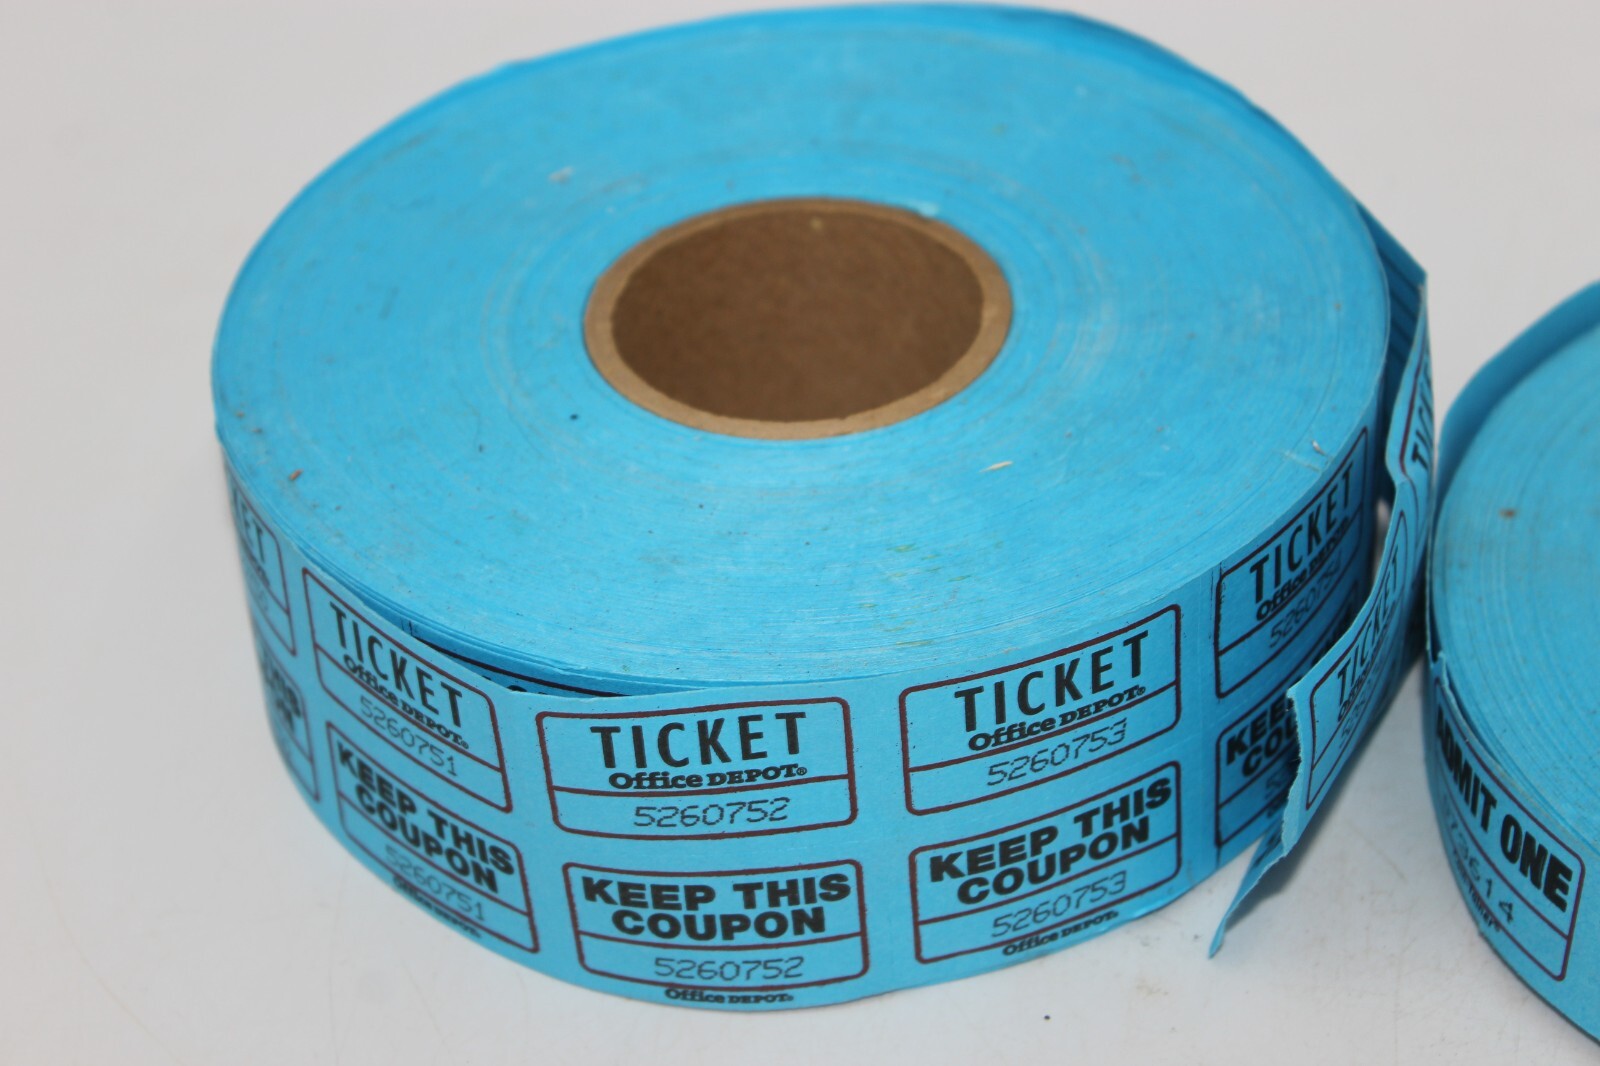 TICKET
Office DEPOT®
5260751
KEEP THIS
COUPON
5260751
TICKET
Office DEPOT®
5260752
KEEP THIS
COUPON
5260752
Office DEPOT®
TICKET
Office DEPOT®
5260753
KEEP THIS
COUPON
5260753
Office DEPOT®
TICKET
Office DEPOT
TICKET
ADMIT ONE